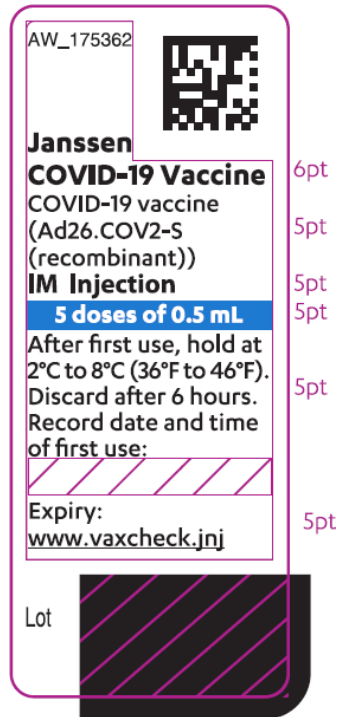 AW_175362
Janssen
COVID-19 Vaccine
6pt
COVID-19 vaccine
(Ad26.COV2-S
5pt
(recombinant))
IM Injection
5pt
5 doses of 0.5 mL
5pt
After first use, hold at
2°C to 8°C (36°F to 46°F).
Discard after 6 hours.
5pt
Record date and time
of first use:
Expiry:
5pt
www.vaxcheck.jnj
Lot